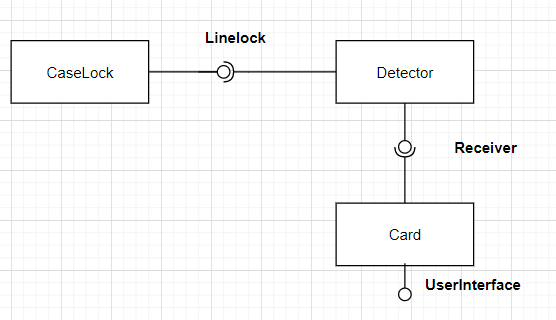 Linelock
CaseLock
Detector
Receiver
Card
UserInterface